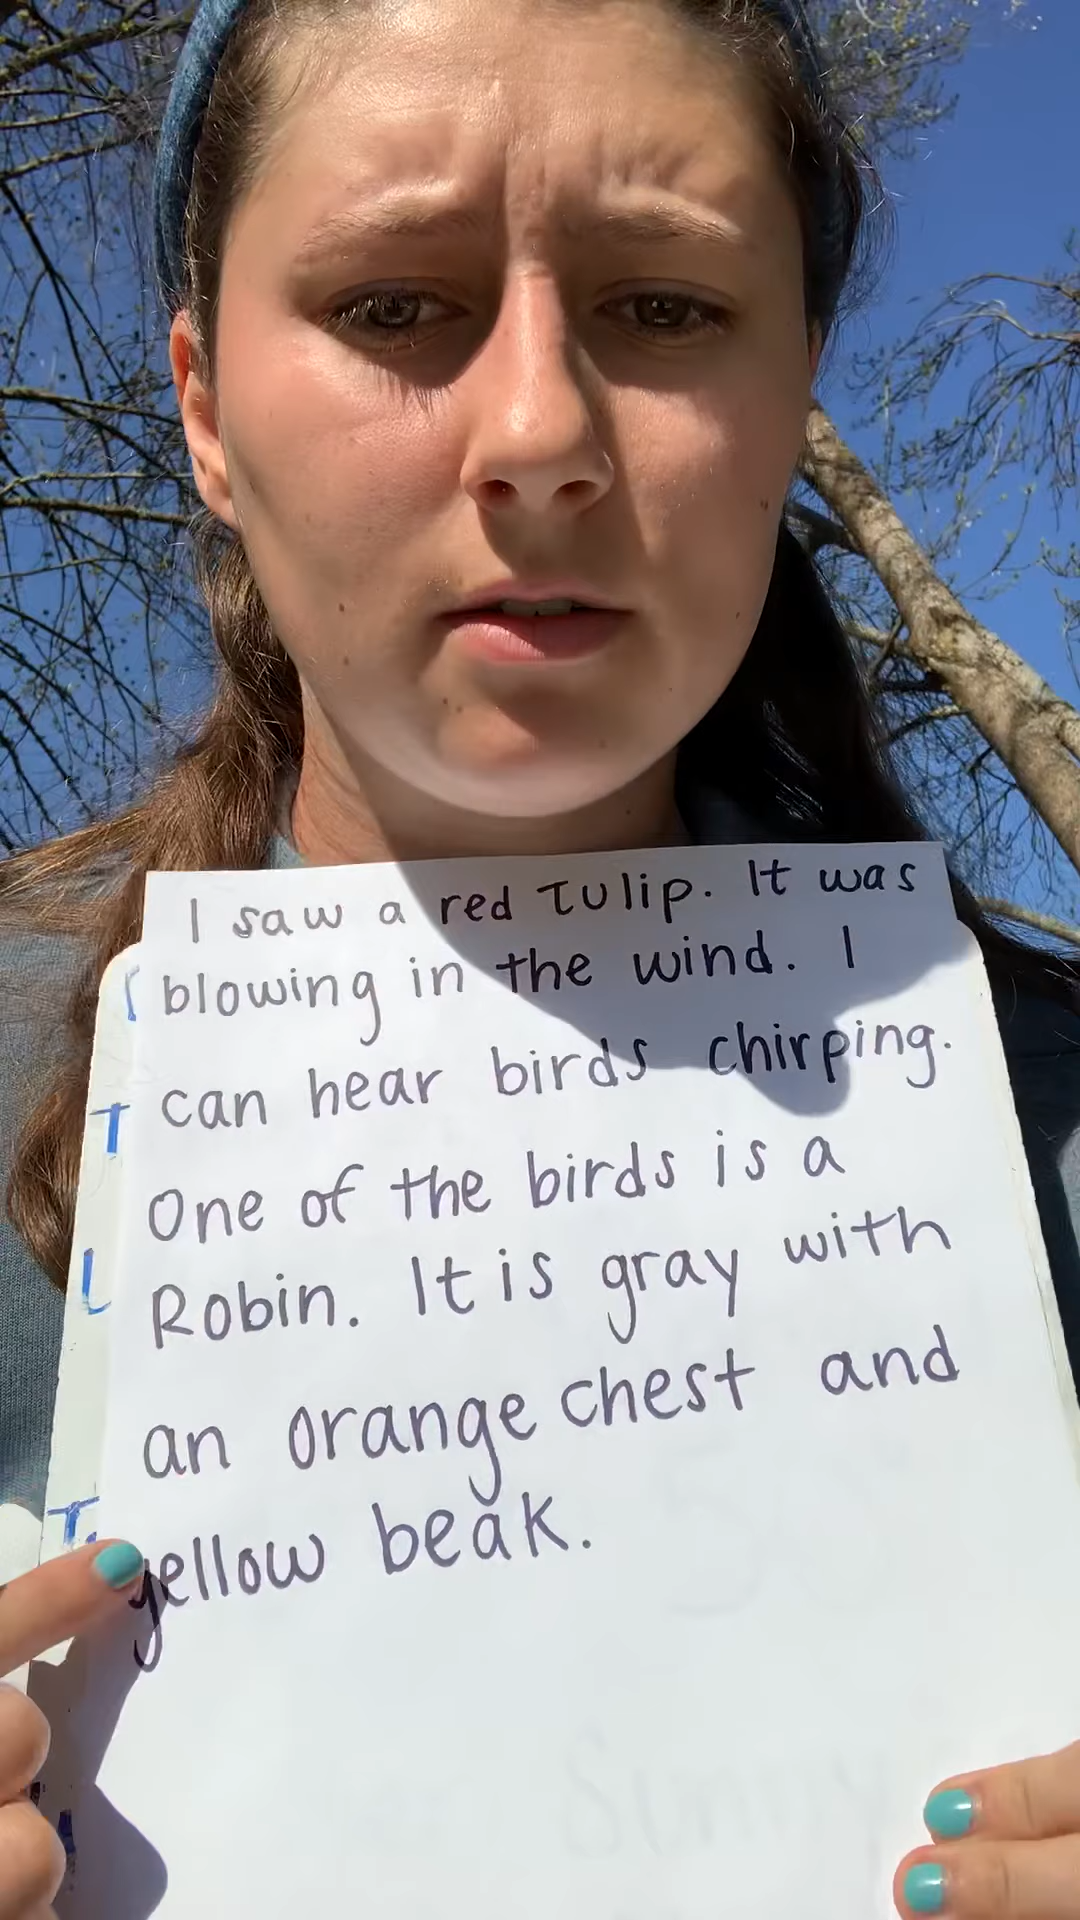 I saw a red Tulip. It was
blowing in the wind. I
can hear birds chirping.
One of the birds is a
Robin. It is gray with
an orange chest and
yellow beak.